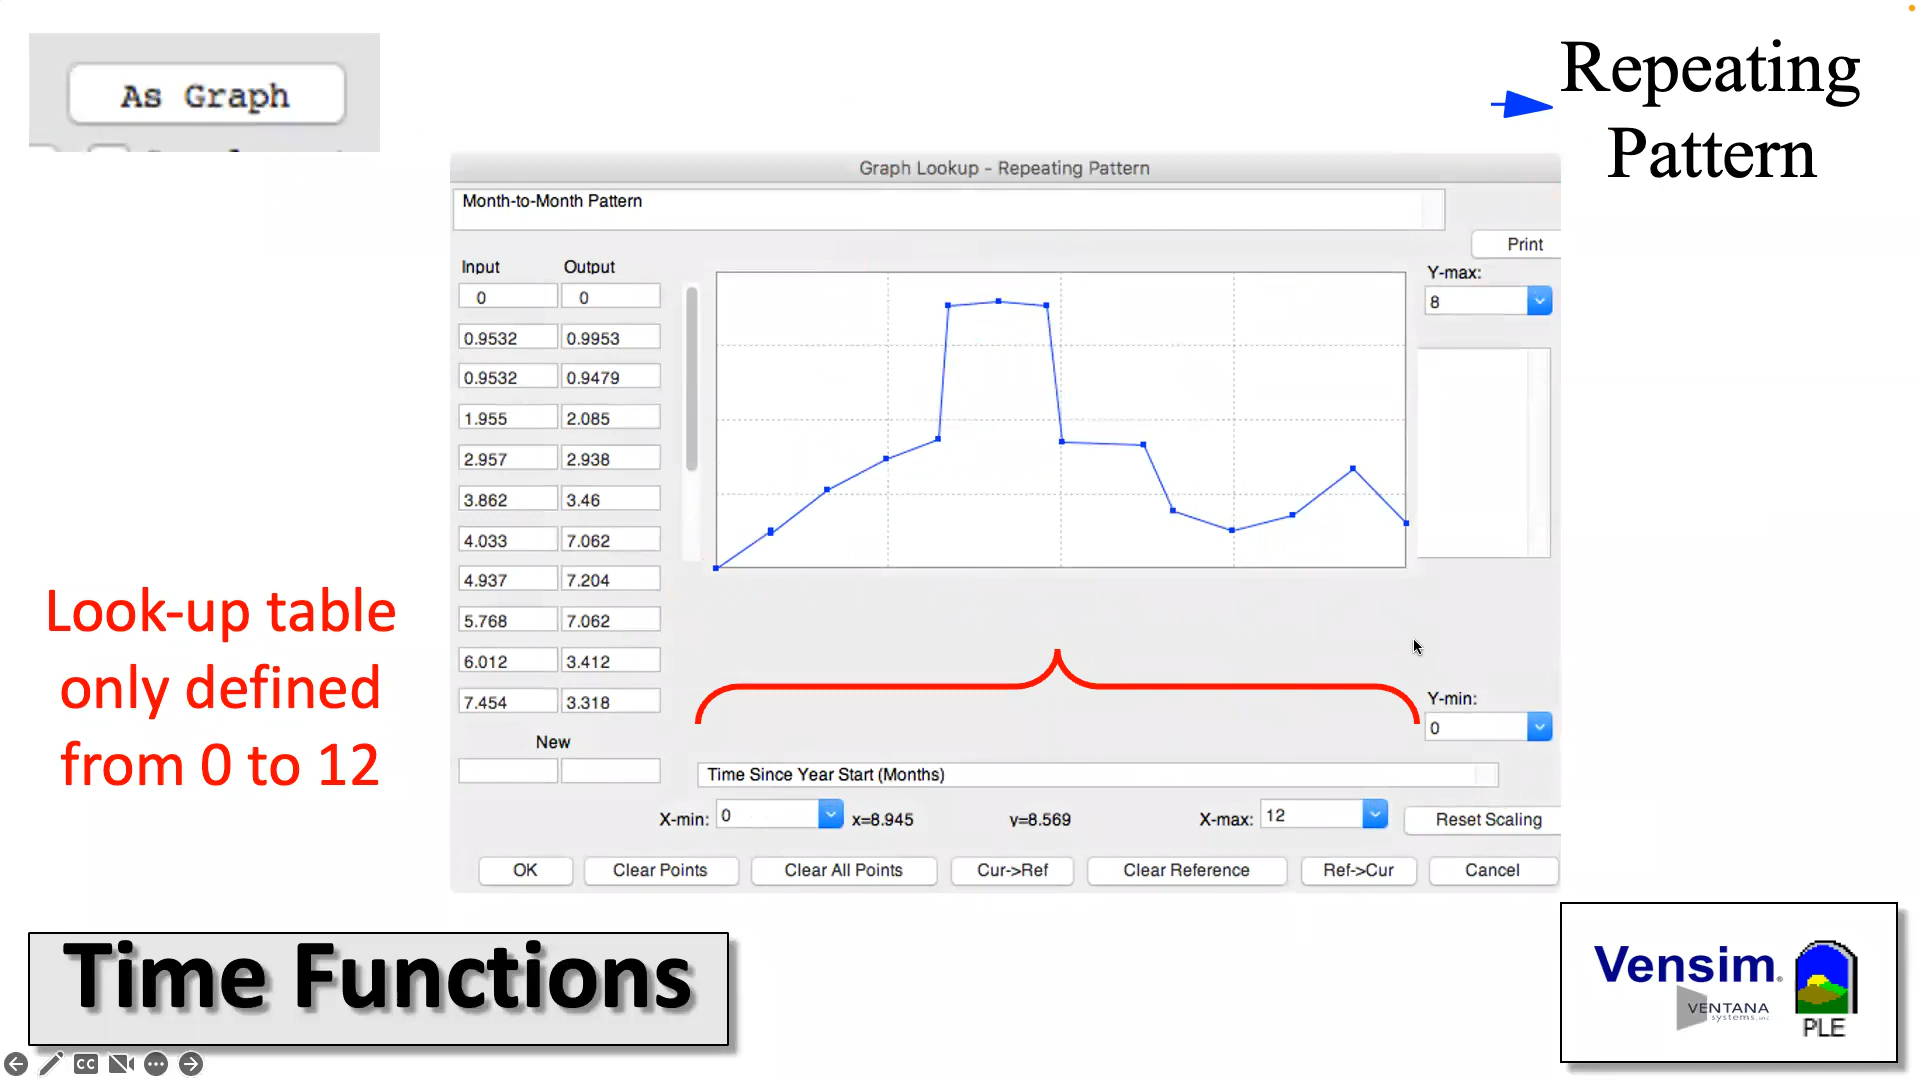 As Graph
Repeating
Pattern
Graph Lookup - Repeating Pattern
Month-to-Month Pattern
Print
Input Output
Y-max:
0 0
8
0.9532 0.9953
0.9532 0.9479
1.955 2.085
2.957 2.938
3.862 3.46
4.033 7.062
4.937 7.204
5.768 7.062
6.012 3.412
7.454 3.318
Look-up table
only defined
from 0 to 12
Y-min:
0
New
Time Since Year Start (Months)
X-min: 0 x=8.945 y=8.569 X-max: 12 Reset Scaling
OK Clear Points Clear All Points Cur->Ref Clear Reference Ref->Cur Cancel
Time Functions
Vensim®
VENTANA
systems, inc
PLE
CC